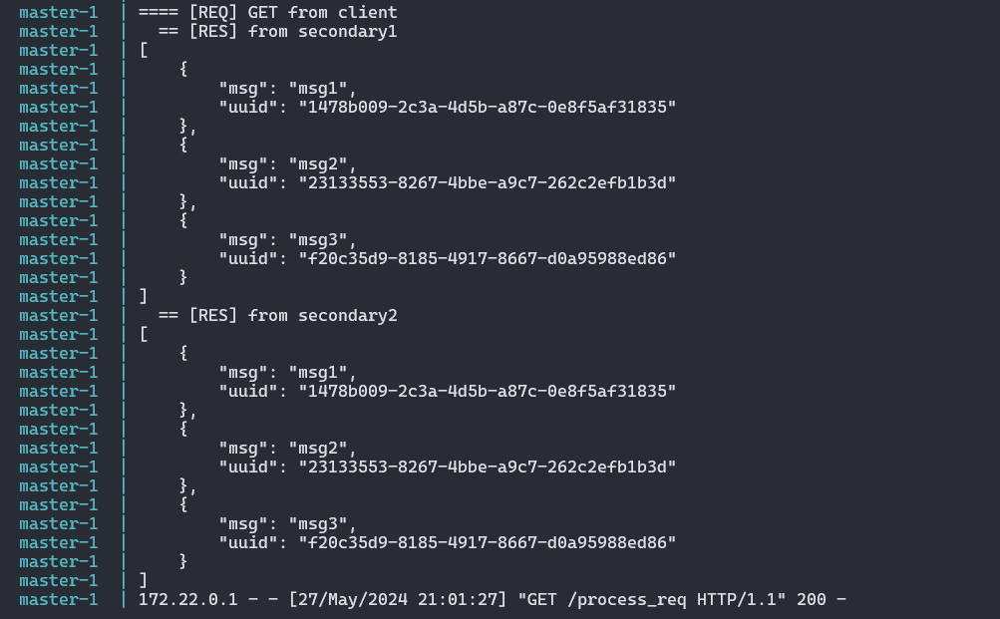 master-1  | ==== [REQ] GET from client
master-1  |   == [RES] from secondary1
master-1  | [
master-1  |     {
master-1  |         "msg": "msg1",
master-1  |         "uuid": "1478b009-2c3a-4d5b-a87c-0e8f5af31835"
master-1  |     },
master-1  |     {
master-1  |         "msg": "msg2",
master-1  |         "uuid": "23133553-8267-4bbe-a9c7-262c2efb1b3d"
master-1  |     },
master-1  |     {
master-1  |         "msg": "msg3",
master-1  |         "uuid": "f20c35d9-8185-4917-8667-d0a95988ed86"
master-1  |     }
master-1  | ]
master-1  |   == [RES] from secondary2
master-1  | [
master-1  |     {
master-1  |         "msg": "msg1",
master-1  |         "uuid": "1478b009-2c3a-4d5b-a87c-0e8f5af31835"
master-1  |     },
master-1  |     {
master-1  |         "msg": "msg2",
master-1  |         "uuid": "23133553-8267-4bbe-a9c7-262c2efb1b3d"
master-1  |     },
master-1  |     {
master-1  |         "msg": "msg3",
master-1  |         "uuid": "f20c35d9-8185-4917-8667-d0a95988ed86"
master-1  |     }
master-1  | ]
master-1  | 172.22.0.1 - - [27/May/2024 21:01:27] "GET /process_req HTTP/1.1" 200 -